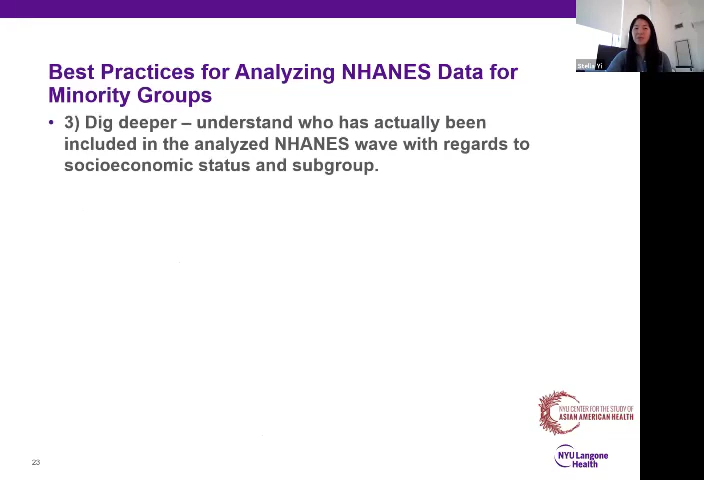 Stella Yi
Best Practices for Analyzing NHANES Data for
Minority Groups
• 3) Dig deeper – understand who has actually been
included in the analyzed NHANES wave with regards to
socioeconomic status and subgroup.
NYU CENTER FOR THE STUDY OF
ASIAN AMERICAN HEALTH
NYU Langone
Health
23